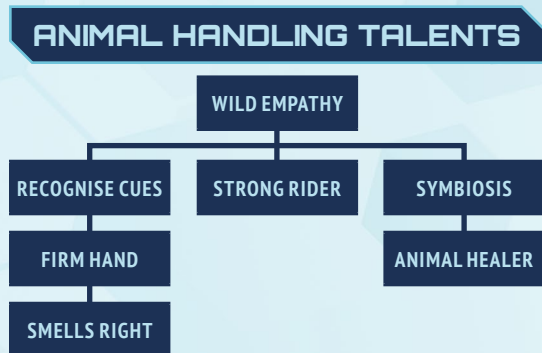 ANIMAL HANDLING TALENTS
WILD EMPATHY
RECOGNISE CUES
STRONG RIDER
SYMBIOSIS
FIRM HAND
ANIMAL HEALER
SMELLS RIGHT